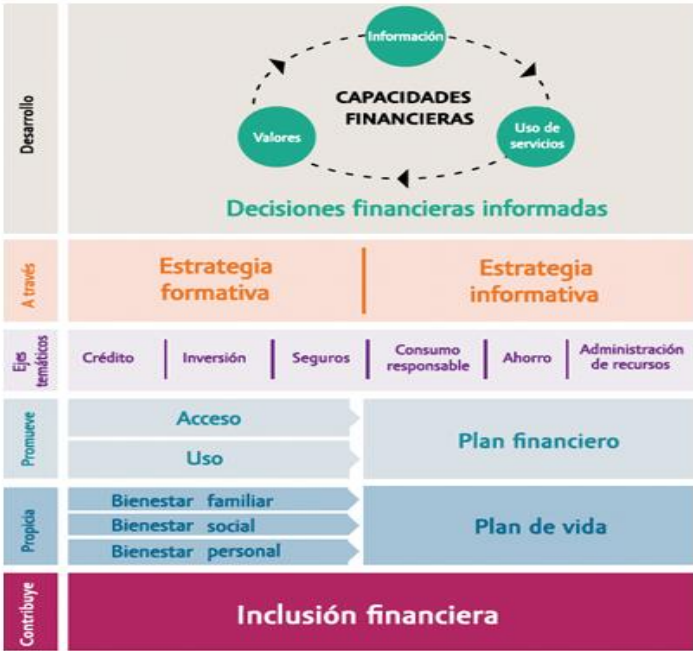 Desarrollo
Información
CAPACIDADES
FINANCIERAS
Valores
Uso de
servicios
Decisiones financieras informadas
A través
Estrategia
formativa
Estrategia
informativa
Ejes
temáticos
Crédito
Inversión
Seguros
Consumo
responsable
Ahorro
Administración
de recursos
Promueve
Acceso
Uso
Plan financiero
Propicia
Bienestar familiar
Bienestar social
Bienestar personal
Plan de vida
Contribuye
Inclusión financiera